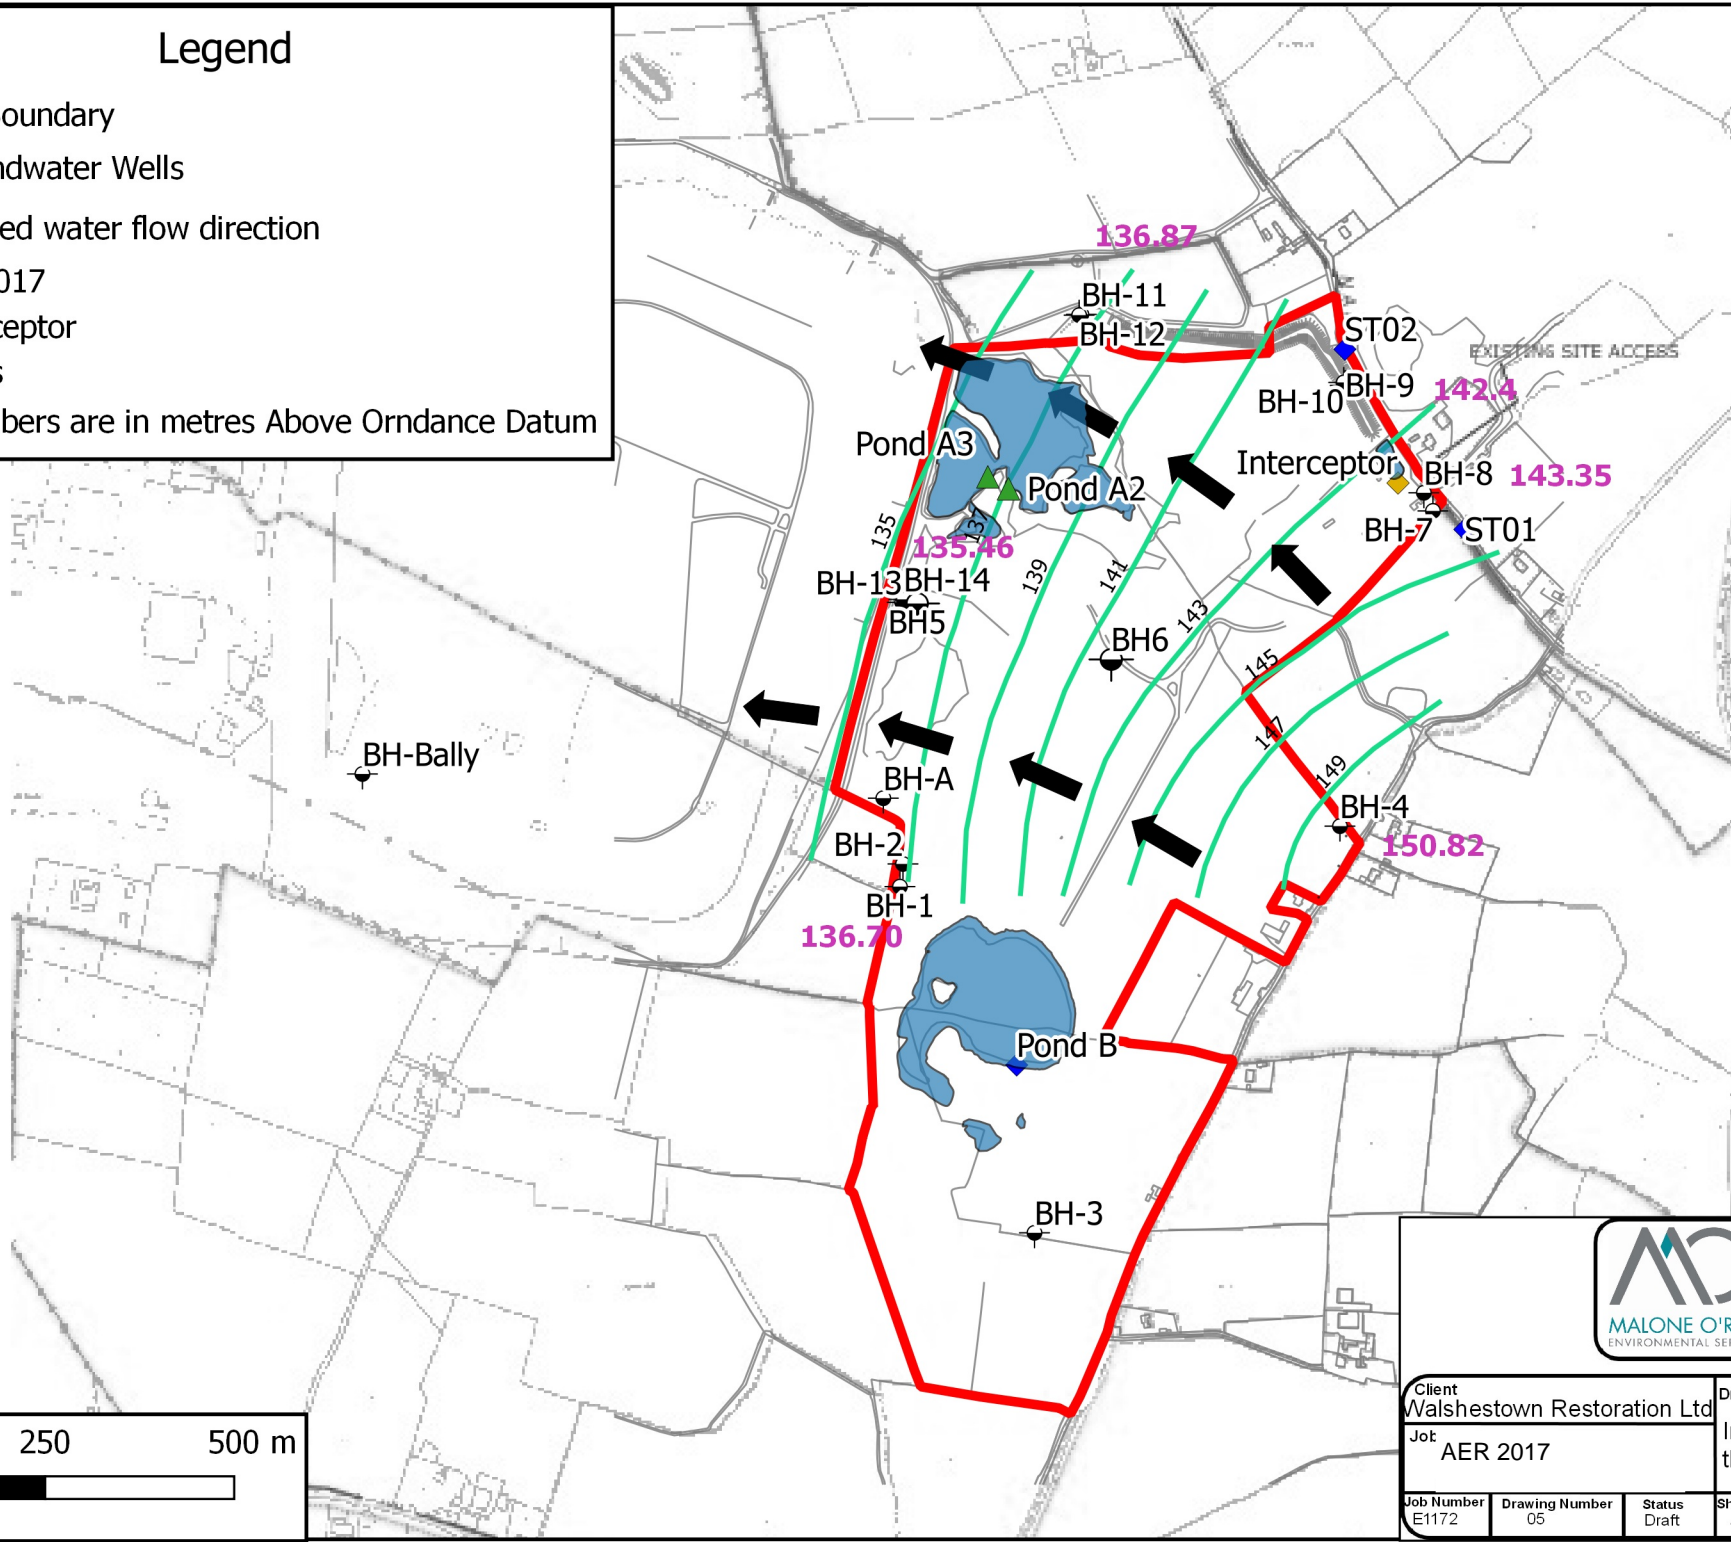 Legend
oundary
ndwater Wells
ed water flow direction
017
ceptor
s
bers are in metres Above Orndance Datum
136.87
BH-11
BH-12
ST02
EXISTING SITE ACCESS
BH-9
BH-10
142.4
Pond A3
Interceptor
BH-8
143.35
Pond A2
135
137
BH-7
ST01
135.46
139
141
BH-13
BH-14
BH5
143
BH6
145
147
BH-Bally
149
BH-A
BH-4
BH-2
150.82
BH-1
136.70
Pond B
BH-3
MALONE O'R
ENVIRONMENTAL SER
Client
Walshestown Restoration Ltd
Job
AER 2017
Job Number
E1172
Drawing Number
05
Status
Draft
250
500 m